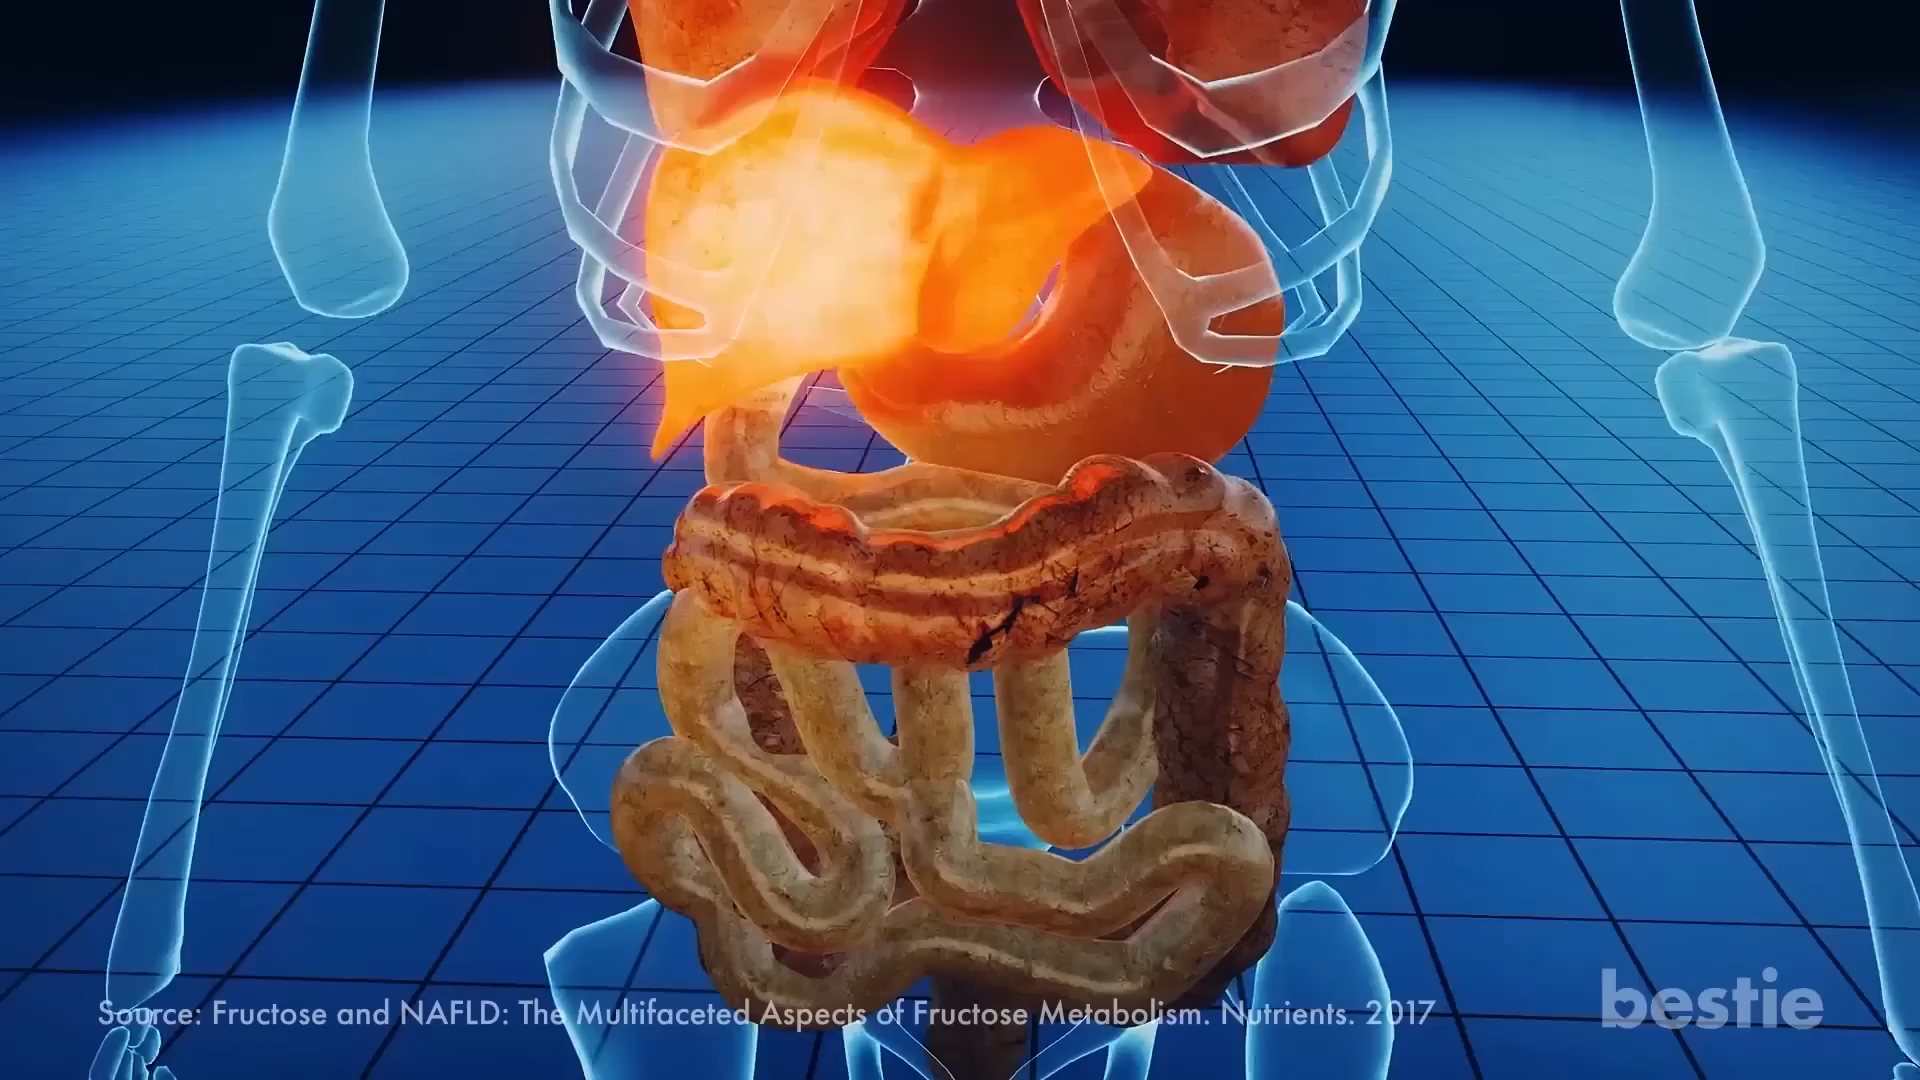 Source: Fructose and NAFLD: The Multifaceted Aspects of Fructose Metabolism. Nutrients. 2017
bestie